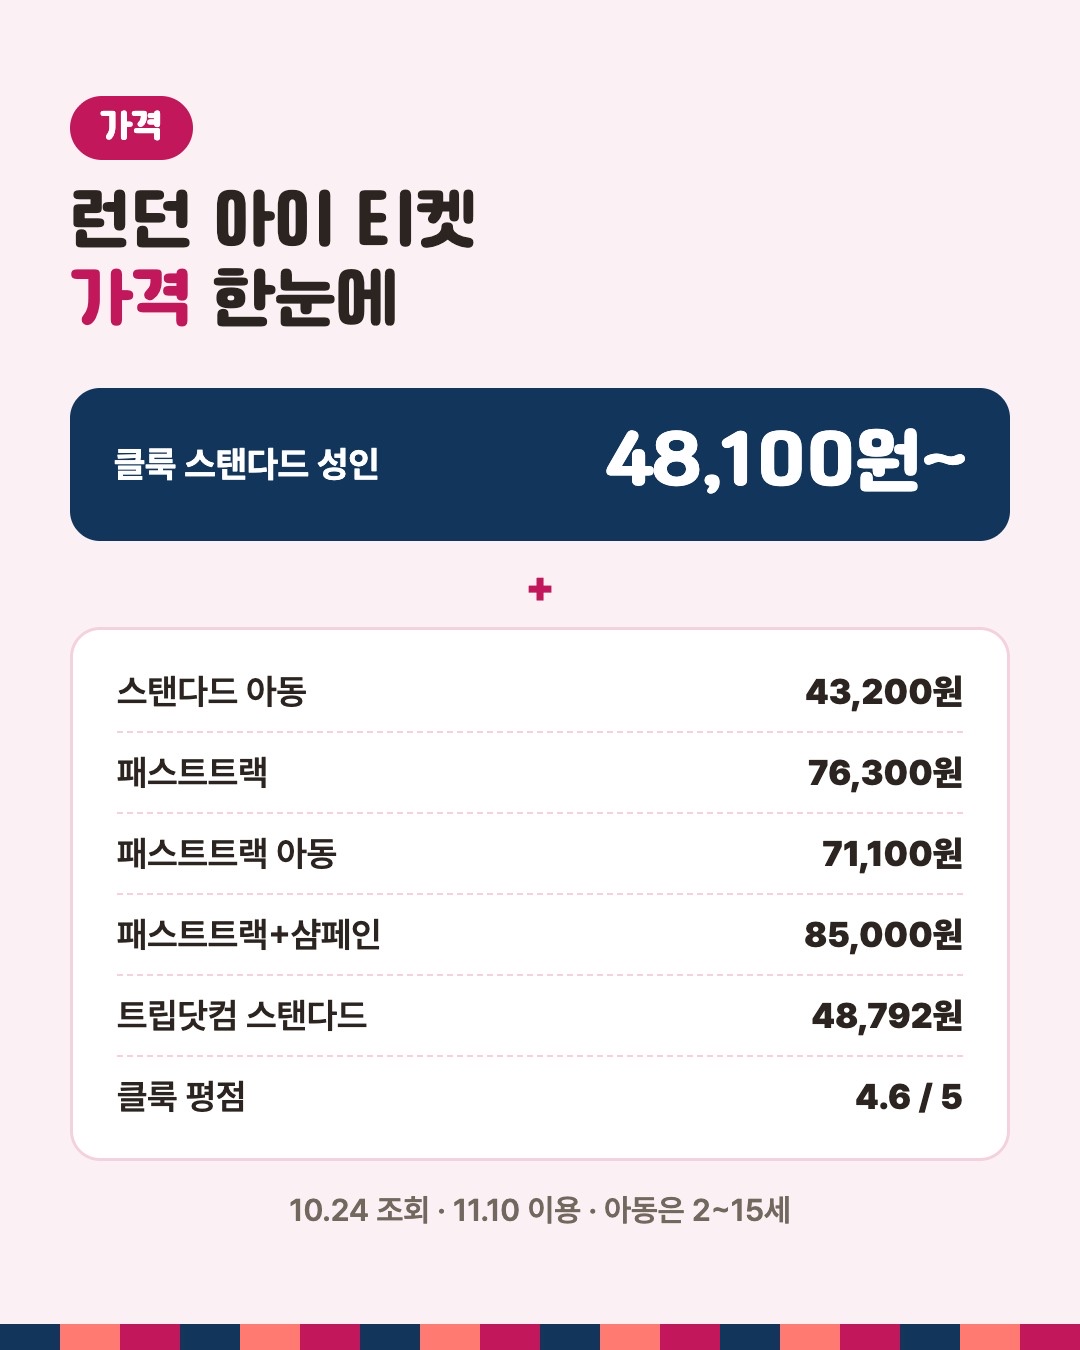 가격
런던 아이 티켓
가격 한눈에
클룩 스탠다드 성인 48,100원~
+
스탠다드 아동 43,200원
패스트트랙 76,300원
패스트트랙 아동 71,100원
패스트트랙+샴페인 85,000원
트립닷컴 스탠다드 48,792원
클룩 평점 4.6 / 5
10.24 조회 · 11.10 이용 · 아동은 2~15세